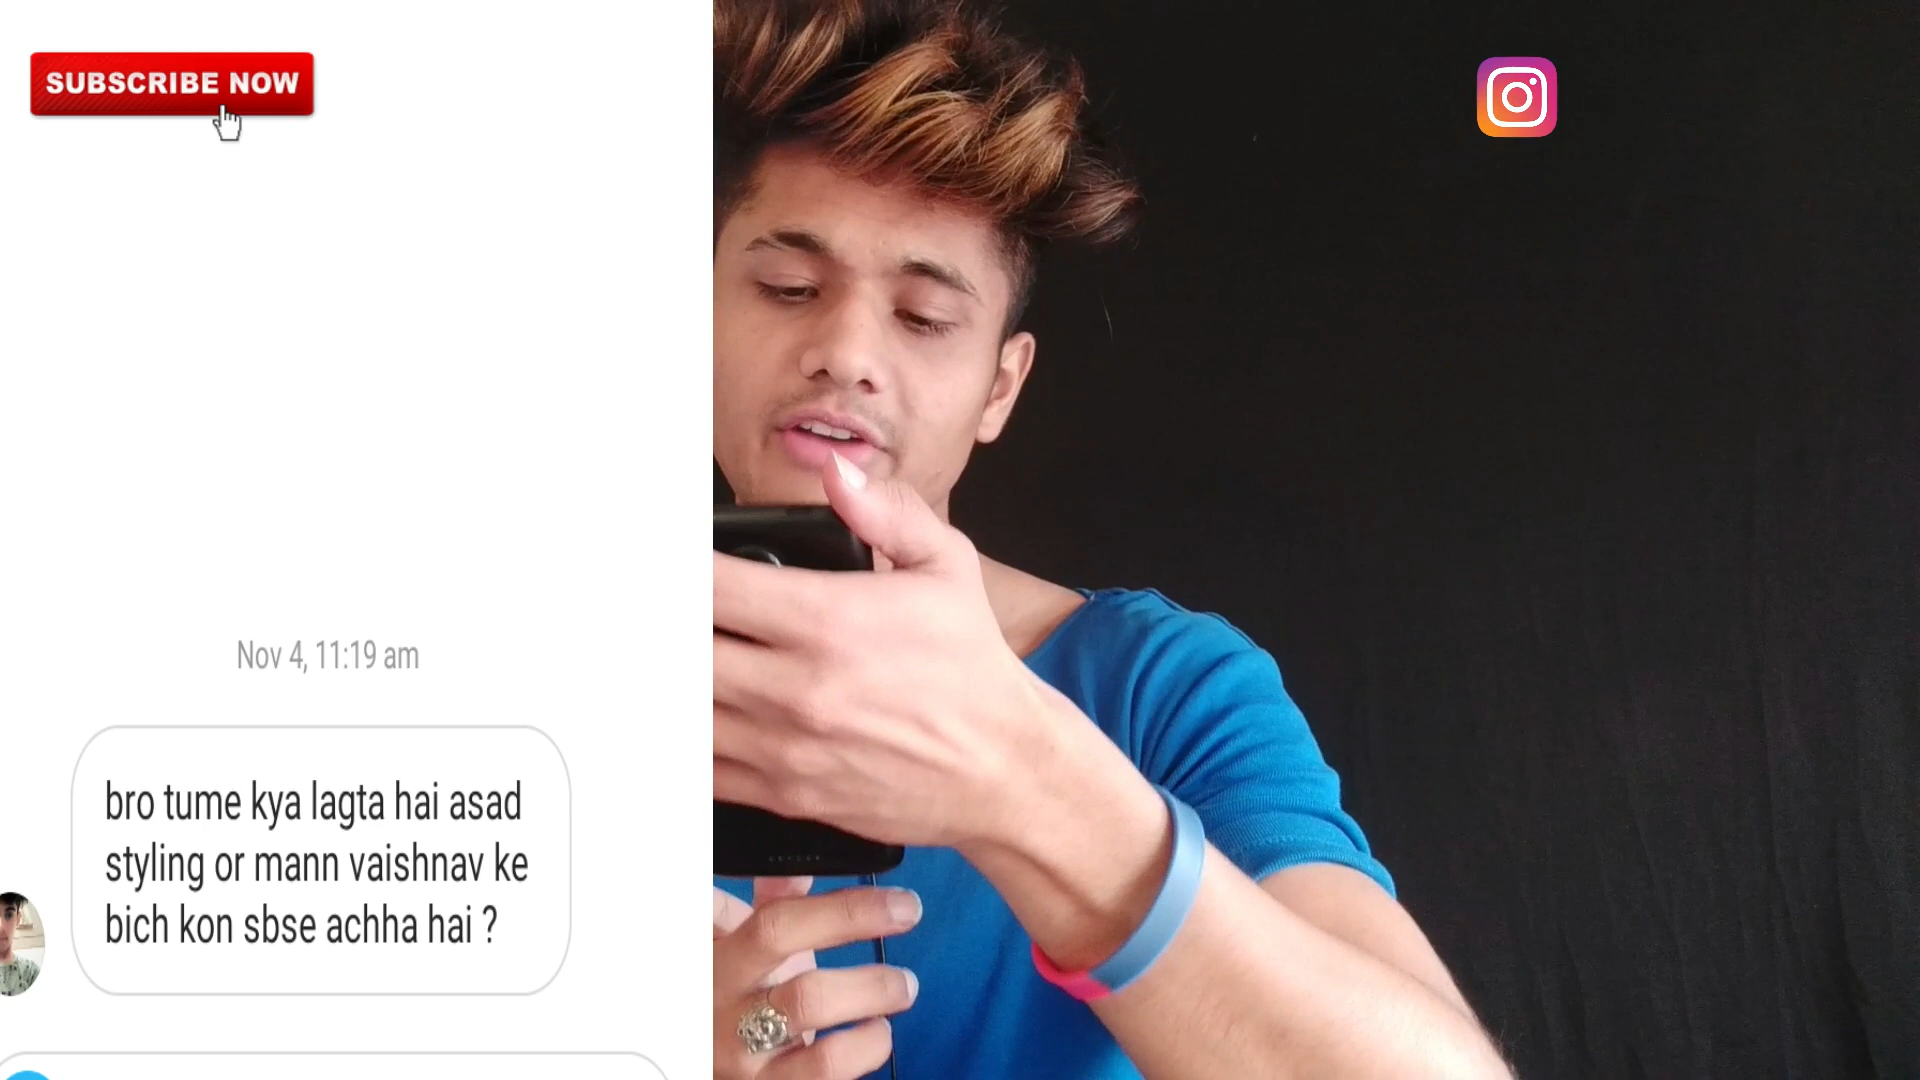 SUBSCRIBE NOW
Nov 4, 11:19 am
bro tume kya lagta hai asad
styling or mann vaishnav ke
bich kon sbse achha hai ?